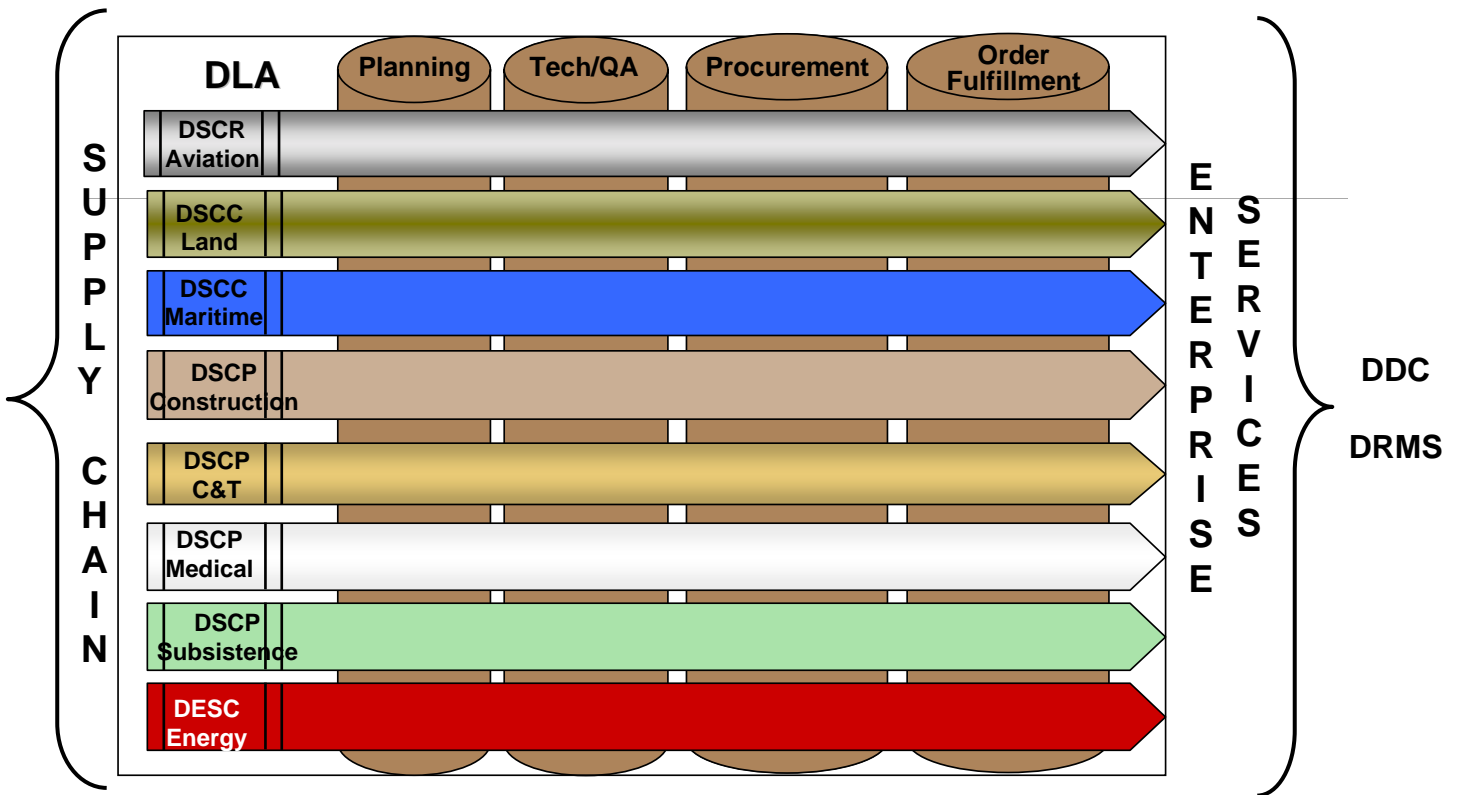 DLA
Planning
Tech/QA
Procurement
Order
Fulfillment
SUPPLY
CHAIN
DSCR
Aviation
DSCC
Land
DSCC
Maritime
DSCP
Construction
DSCP
C&T
DSCP
Medical
DSCP
Subsistence
DESC
Energy
ENTERPRISE
SERVICES
DDC
DRMS